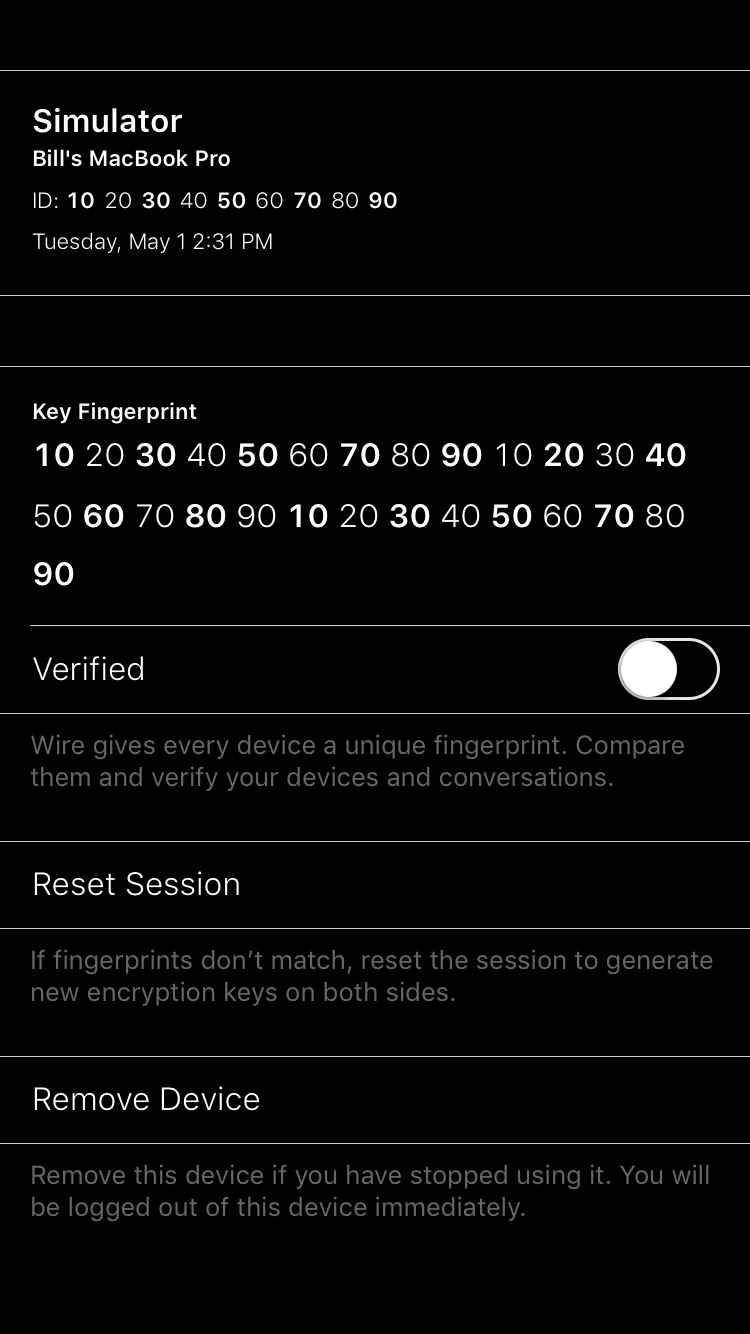 Simulator
Bill's MacBook Pro
ID: 10 20 30 40 50 60 70 80 90
Tuesday, May 1 2:31 PM
Key Fingerprint
10 20 30 40 50 60 70 80 90 10 20 30 40
50 60 70 80 90 10 20 30 40 50 60 70 80
90
Verified
Wire gives every device a unique fingerprint. Compare
them and verify your devices and conversations.
Reset Session
If fingerprints don’t match, reset the session to generate
new encryption keys on both sides.
Remove Device
Remove this device if you have stopped using it. You will
be logged out of this device immediately.